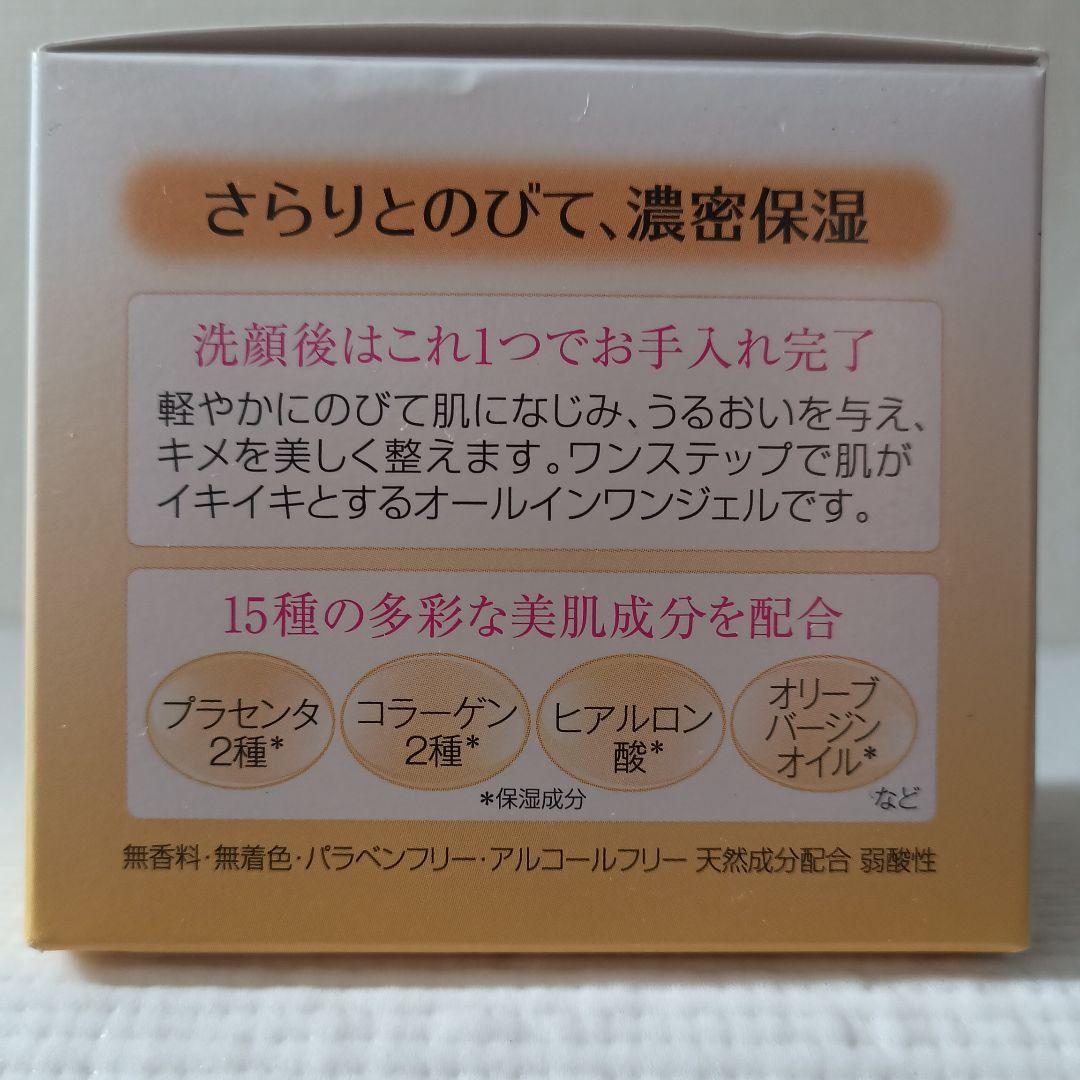 さらりとのびて、濃密保湿
洗顔後はこれ1つでお手入れ完了
軽やかにのびて肌になじみ、うるおいを与え、
キメを美しく整えます。ワンステップで肌が
イキイキとするオールインワンジェルです。
15種の多彩な美肌成分を配合
プラセンタ
2種*
コラーゲン
2種*
ヒアルロン
酸*
オリーブ
バージン
オイル*
*保湿成分
など
無香料・無着色・パラベンフリー・アルコールフリー 天然成分配合 弱酸性